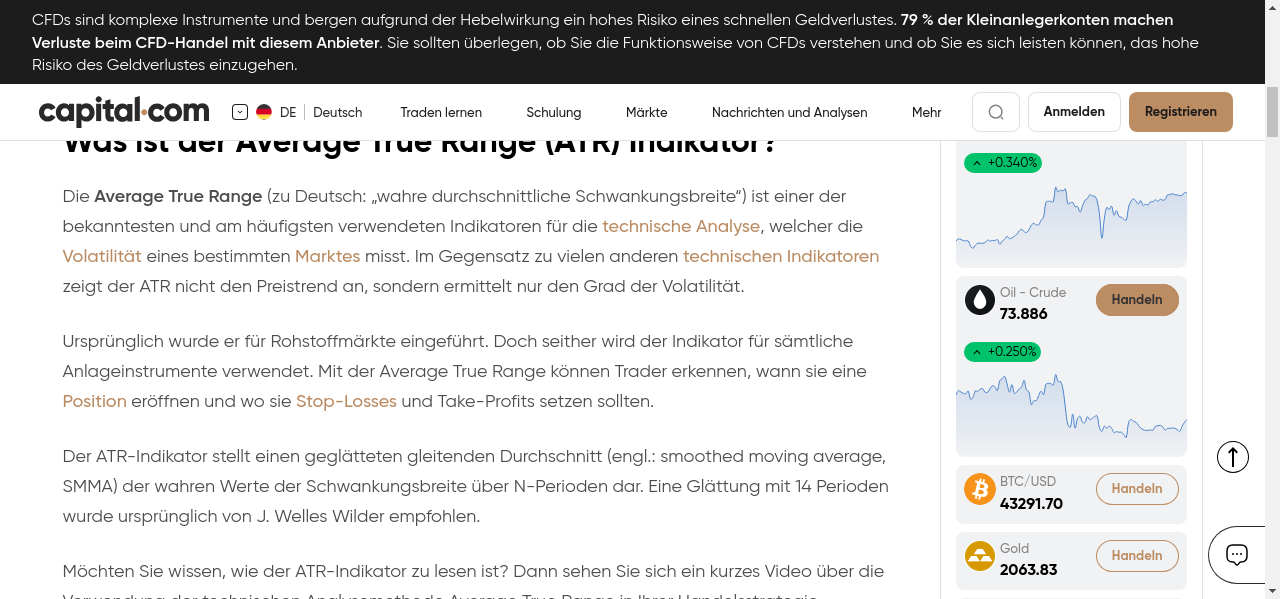 CFDs sind komplexe Instrumente und bergen aufgrund der Hebelwirkung ein hohes Risiko eines schnellen Geldverlustes. 79 % der Kleinanlegerkonten machen
Verluste beim CFD-Handel mit diesem Anbieter. Sie sollten überlegen, ob Sie die Funktionsweise von CFDs verstehen und ob Sie es sich leisten können, das hohe
Risiko des Geldverlustes einzugehen.
capital.com
DE Deutsch
Traden lernen
Schulung
Märkte
Nachrichten und Analysen
Mehr
Anmelden
Registrieren
Was ist der Average True Range (ATR) Indikator?
Die Average True Range (zu Deutsch: „wahre durchschnittliche Schwankungsbreite“) ist einer der
bekanntesten und am häufigsten verwendeten Indikatoren für die technische Analyse, welcher die
Volatilität eines bestimmten Marktes misst. Im Gegensatz zu vielen anderen technischen Indikatoren
zeigt der ATR nicht den Preistrend an, sondern ermittelt nur den Grad der Volatilität.
Ursprünglich wurde er für Rohstoffmärkte eingeführt. Doch seither wird der Indikator für sämtliche
Anlageinstrumente verwendet. Mit der Average True Range können Trader erkennen, wann sie eine
Position eröffnen und wo sie Stop-Losses und Take-Profits setzen sollten.
Der ATR-Indikator stellt einen geglätteten gleitenden Durchschnitt (engl.: smoothed moving average,
SMMA) der wahren Werte der Schwankungsbreite über N-Perioden dar. Eine Glättung mit 14 Perioden
wurde ursprünglich von J. Welles Wilder empfohlen.
Möchten Sie wissen, wie der ATR-Indikator zu lesen ist? Dann sehen Sie sich ein kurzes Video über die
Verwendung der technischen Analysemethode Average True Range in Ihrer Handelsstrategie
+0.340%
Oil - Crude
73.886
Handeln
+0.250%
BTC/USD
43291.70
Handeln
Gold
2063.83
Handeln